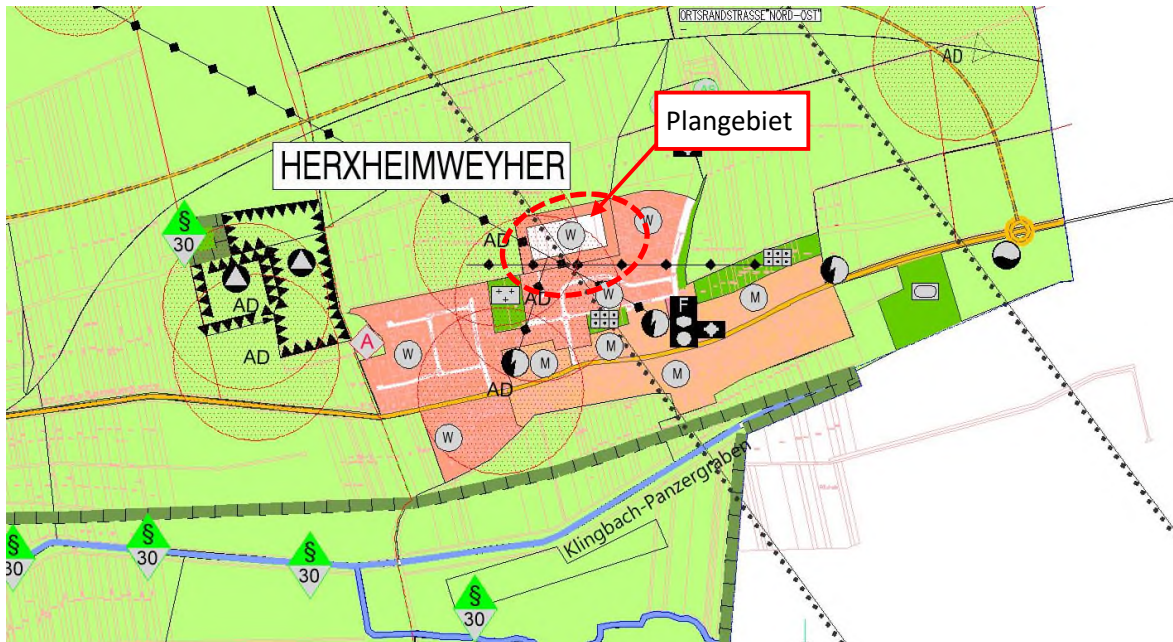 ORTSRANDSTRASSE"NORD-OST"
AD
Plangebiet
HERXHEIMWEYHER
§
30
W
W
AD
AD
AD
W
A
F
M
AD
W
M
M
M
AD
W
Klingbach-Panzergraben
§
30
§
30
§
30
§
30